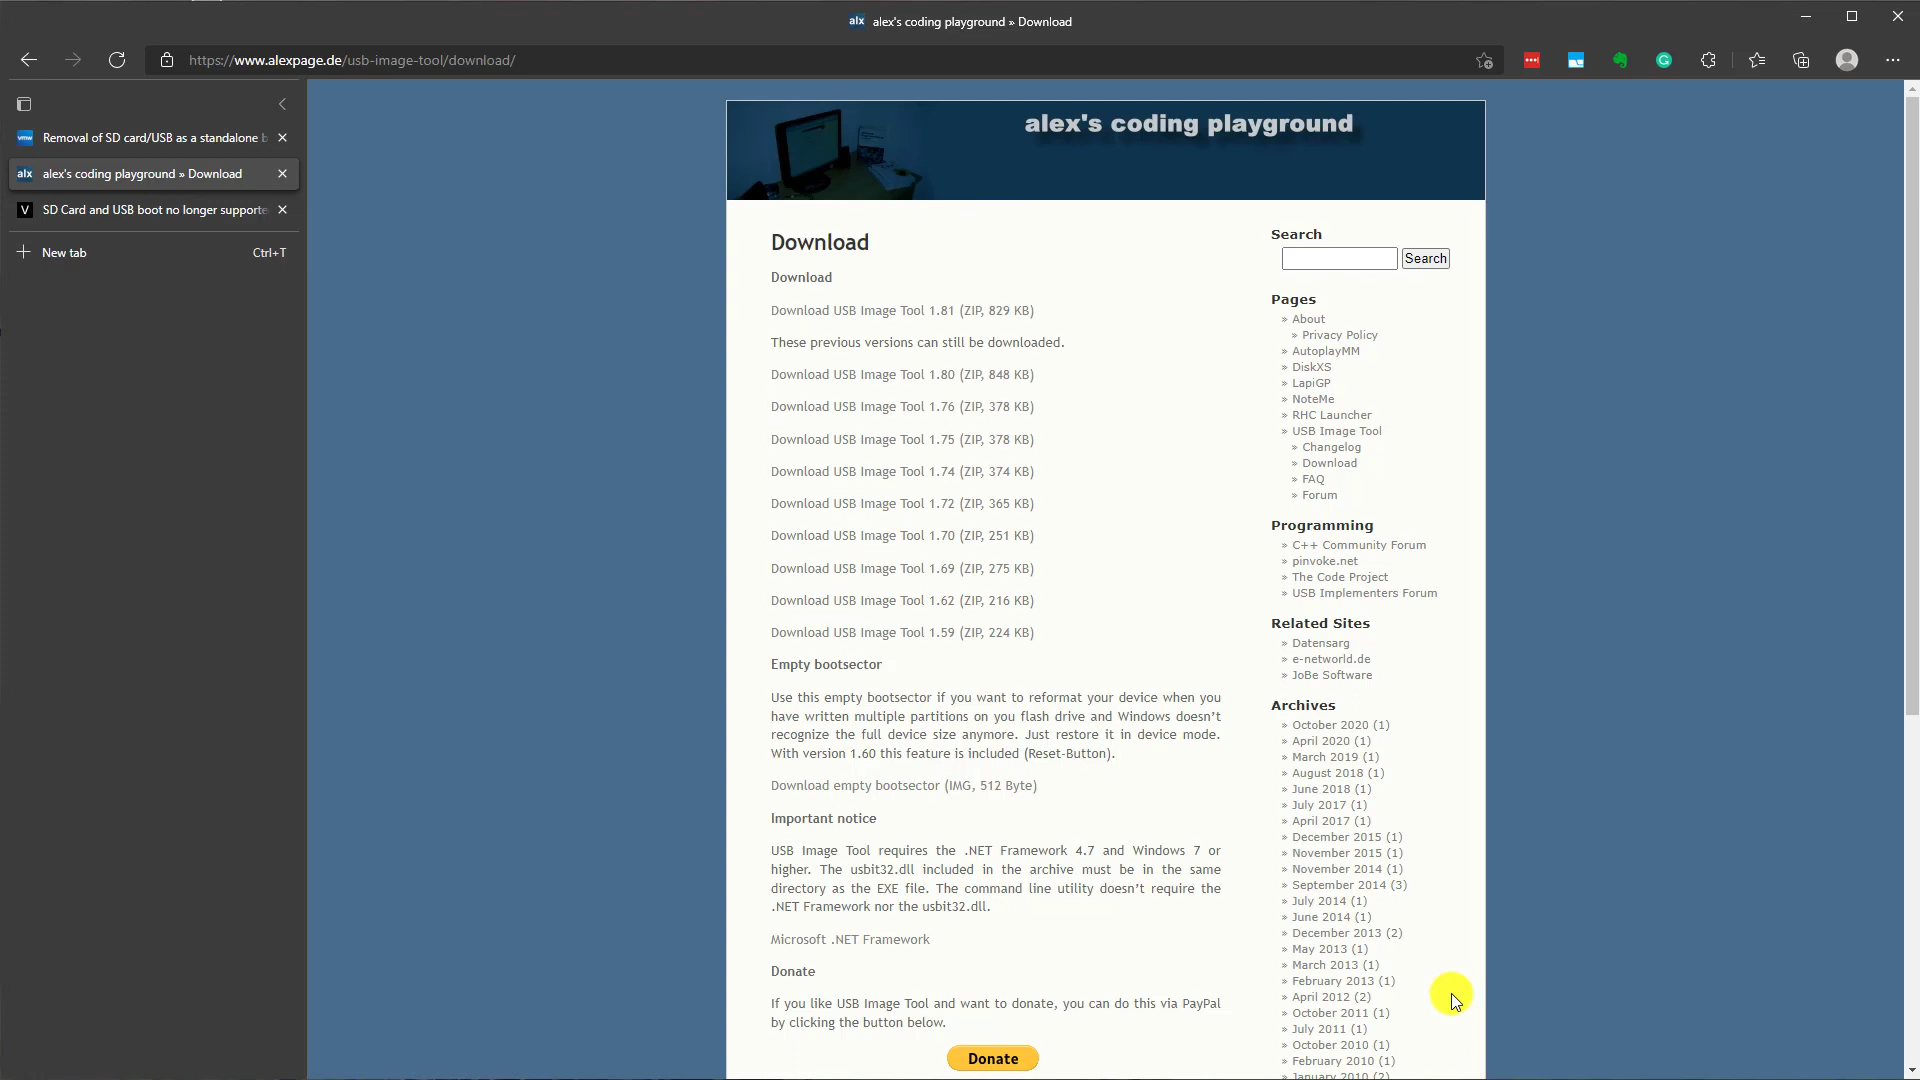 alex's coding playground » Download
https://www.alexpage.de/usb-image-tool/download/
Removal of SD card/USB as a standalone b
alx alex's coding playground » Download
V SD Card and USB boot no longer supporte
New tab Ctrl+T
alex's coding playground
Download
Download
Download USB Image Tool 1.81 (ZIP, 829 KB)
These previous versions can still be downloaded.
Download USB Image Tool 1.80 (ZIP, 848 KB)
Download USB Image Tool 1.76 (ZIP, 378 KB)
Download USB Image Tool 1.75 (ZIP, 378 KB)
Download USB Image Tool 1.74 (ZIP, 374 KB)
Download USB Image Tool 1.72 (ZIP, 365 KB)
Download USB Image Tool 1.70 (ZIP, 251 KB)
Download USB Image Tool 1.69 (ZIP, 275 KB)
Download USB Image Tool 1.62 (ZIP, 216 KB)
Download USB Image Tool 1.59 (ZIP, 224 KB)
Empty bootsector
Use this empty bootsector if you want to reformat your device when you
have written multiple partitions on you flash drive and Windows doesn't
recognize the full device size anymore. Just restore it in device mode.
With version 1.60 this feature is included (Reset-Button).
Download empty bootsector (IMG, 512 Byte)
Important notice
USB Image Tool requires the .NET Framework 4.7 and Windows 7 or
higher. The usbit32.dll included in the archive must be in the same
directory as the EXE file. The command line utility doesn't require the
.NET Framework nor the usbit32.dll.
Microsoft .NET Framework
Donate
If you like USB Image Tool and want to donate, you can do this via PayPal
by clicking the button below.
Donate
Search
Search
Pages
» About
» Privacy Policy
» AutoplayMM
» DiskXS
» LapiGP
» NoteMe
» RHC Launcher
» USB Image Tool
» Changelog
» Download
» FAQ
» Forum
Programming
» C++ Community Forum
» pinvoke.net
» The Code Project
» USB Implementers Forum
Related Sites
» Datensarg
» e-networld.de
» JoBe Software
Archives
» October 2020 (1)
» April 2020 (1)
» March 2019 (1)
» August 2018 (1)
» June 2018 (1)
» July 2017 (1)
» April 2017 (1)
» December 2015 (1)
» November 2015 (1)
» November 2014 (1)
» September 2014 (3)
» July 2014 (1)
» June 2014 (1)
» December 2013 (2)
» May 2013 (1)
» March 2013 (1)
» February 2013 (1)
» April 2012 (2)
» October 2011 (1)
» July 2011 (1)
» October 2010 (1)
» February 2010 (1)
» January 2010 (2)